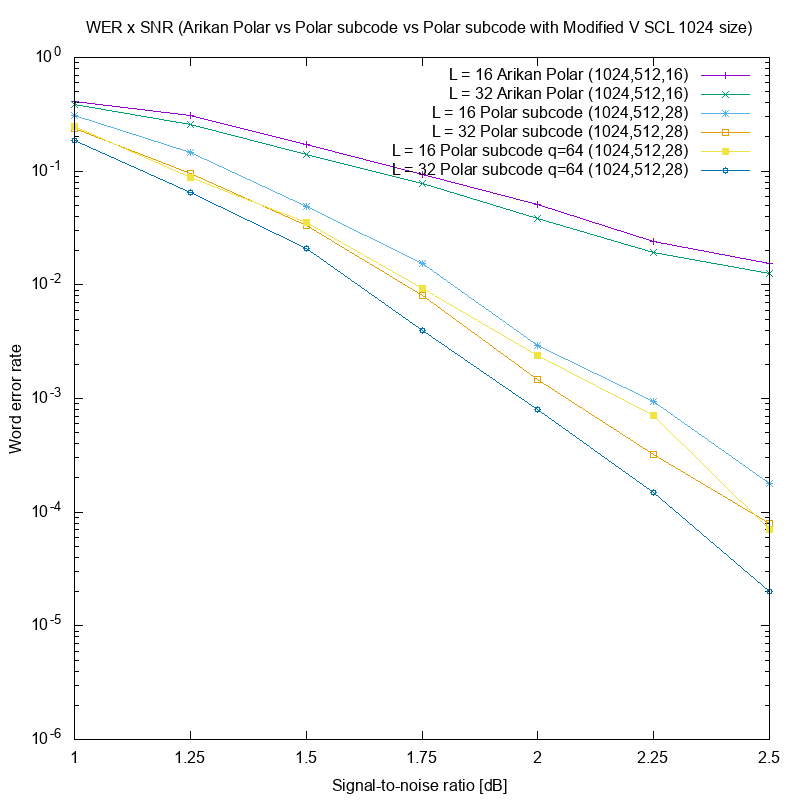 WER x SNR (Arikan Polar vs Polar subcode vs Polar subcode with Modified V SCL 1024 size)
10^0
10^-1
10^-2
10^-3
10^-4
10^-5
10^-6
Word error rate
L = 16 Arikan Polar (1024,512,16)
L = 32 Arikan Polar (1024,512,16)
L = 16 Polar subcode (1024,512,28)
L = 32 Polar subcode (1024,512,28)
L = 16 Polar subcode q=64 (1024,512,28)
L = 32 Polar subcode q=64 (1024,512,28)
1 1.25 1.5 1.75 2 2.25 2.5
Signal-to-noise ratio [dB]